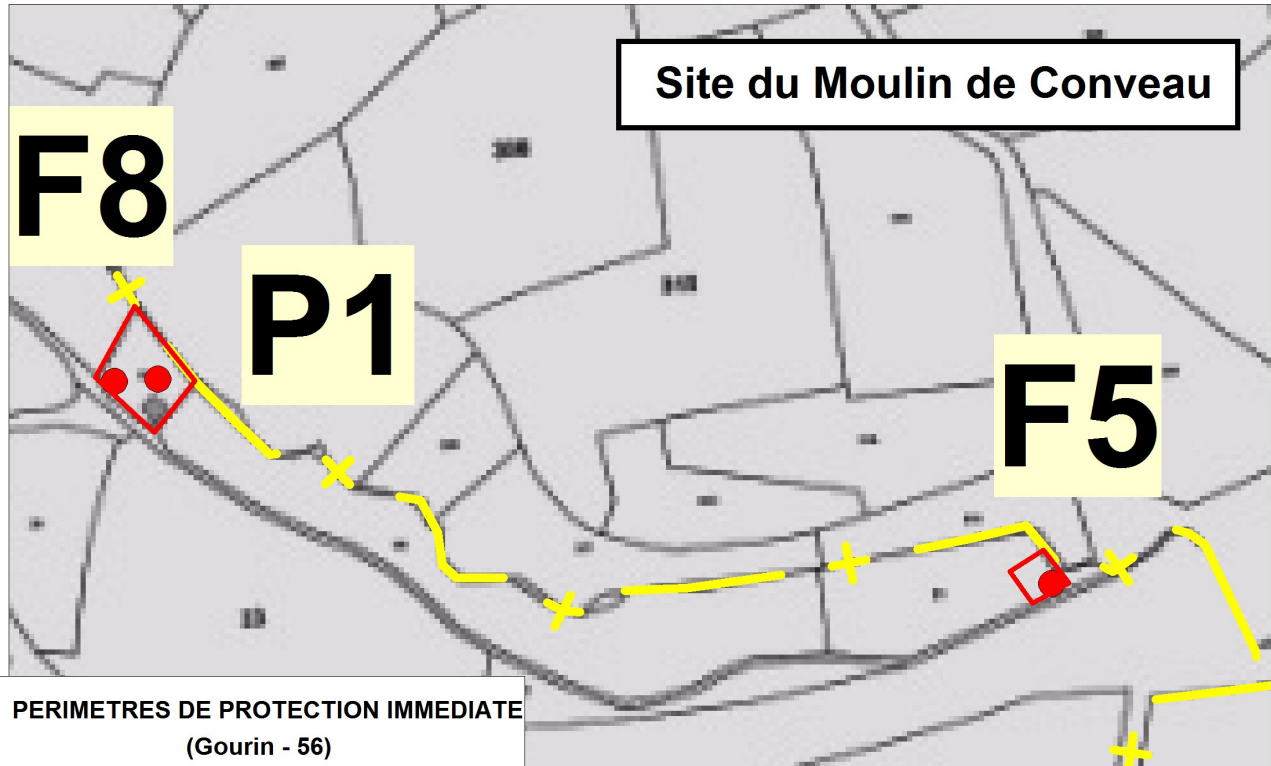 Site du Moulin de Conveau
F8
P1
F5
PERIMETRES DE PROTECTION IMMEDIATE
(Gourin - 56)